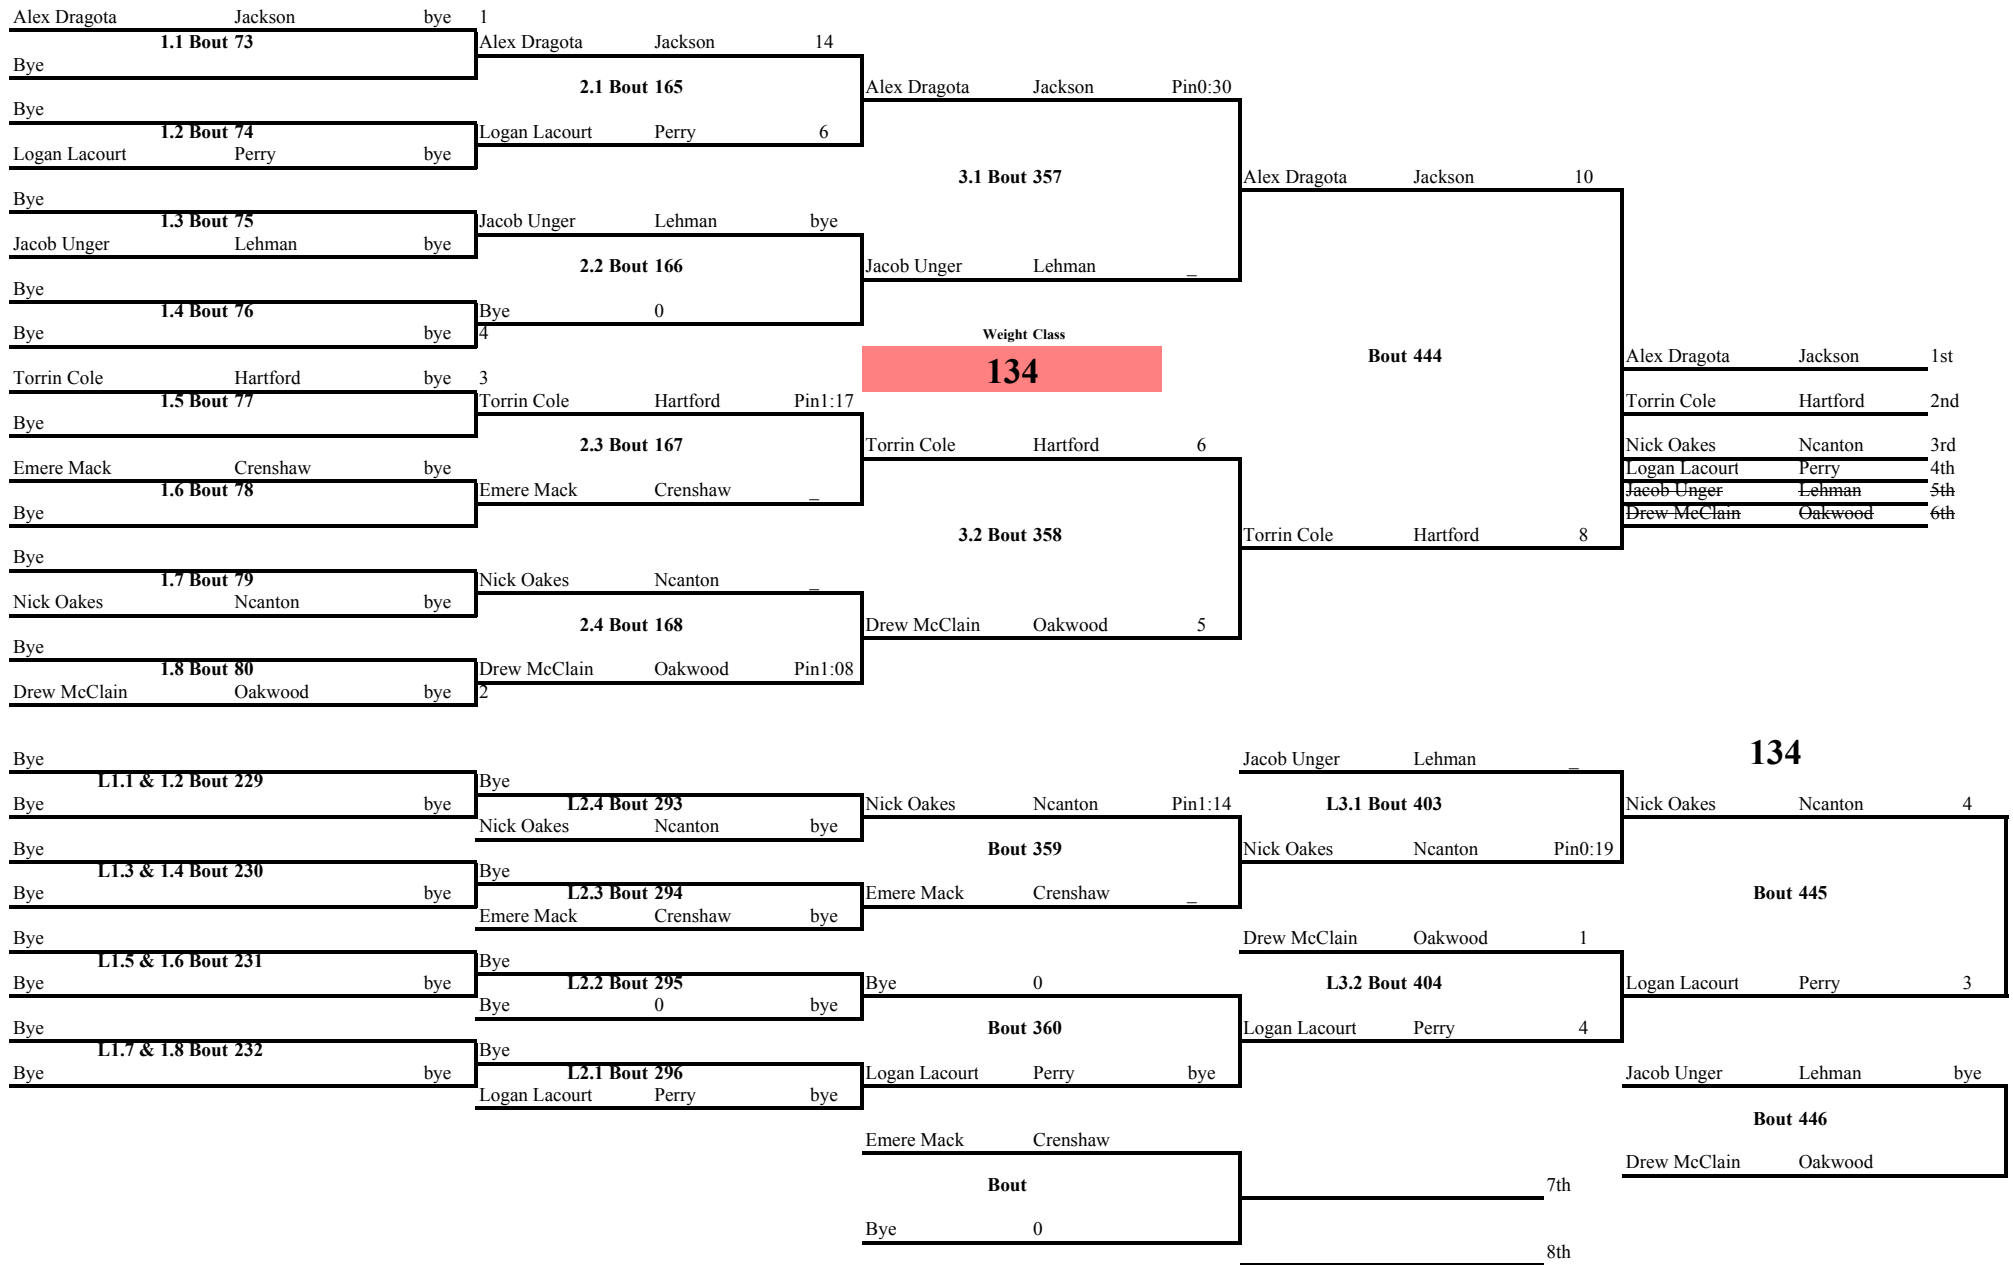 Alex Dragota Jackson bye 1
1.1 Bout 73
Alex Dragota Jackson 14
Bye
2.1 Bout 165
Alex Dragota Jackson Pin0:30
Bye
1.2 Bout 74
Logan Lacourt Perry 6
Logan Lacourt Perry bye
3.1 Bout 357
Alex Dragota Jackson 10
Bye
1.3 Bout 75
Jacob Unger Lehman bye
Jacob Unger Lehman bye
2.2 Bout 166
Jacob Unger Lehman _
Bye
1.4 Bout 76
Bye 0
Bye bye 4
Weight Class
134
Bout 444
Alex Dragota Jackson 1st
Torrin Cole Hartford bye 3
1.5 Bout 77
Torrin Cole Hartford Pin1:17
Torrin Cole Hartford 2nd
Bye
2.3 Bout 167
Torrin Cole Hartford 6
Nick Oakes Ncanton 3rd
Emere Mack Crenshaw bye
Logan Lacourt Perry 4th
1.6 Bout 78
Emere Mack Crenshaw _
Jacob Unger Lehman 5th
Bye
Drew McClain Oakwood 6th
3.2 Bout 358
Torrin Cole Hartford 8
Bye
1.7 Bout 79
Nick Oakes Ncanton _
Nick Oakes Ncanton bye
2.4 Bout 168
Drew McClain Oakwood 5
Bye
1.8 Bout 80
Drew McClain Oakwood Pin1:08
Drew McClain Oakwood bye 2
Bye
Jacob Unger Lehman _
134
L1.1 & 1.2 Bout 229
Bye
Bye bye
L2.4 Bout 293
Nick Oakes Ncanton Pin1:14
L3.1 Bout 403
Nick Oakes Ncanton 4
Nick Oakes Ncanton bye
Bye
Bout 359
Nick Oakes Ncanton Pin0:19
L1.3 & 1.4 Bout 230
Bye
Bye bye
L2.3 Bout 294
Emere Mack Crenshaw _
Bout 445
Emere Mack Crenshaw bye
Bye
Drew McClain Oakwood 1
L1.5 & 1.6 Bout 231
Bye
Bye bye
L2.2 Bout 295
Bye 0
L3.2 Bout 404
Logan Lacourt Perry 3
Bye 0 bye
Bye
Bout 360
Logan Lacourt Perry 4
L1.7 & 1.8 Bout 232
Bye
Bye bye
L2.1 Bout 296
Logan Lacourt Perry bye
Jacob Unger Lehman bye
Logan Lacourt Perry bye
Bout 446
Emere Mack Crenshaw
Drew McClain Oakwood
Bout
7th
Bye 0
8th